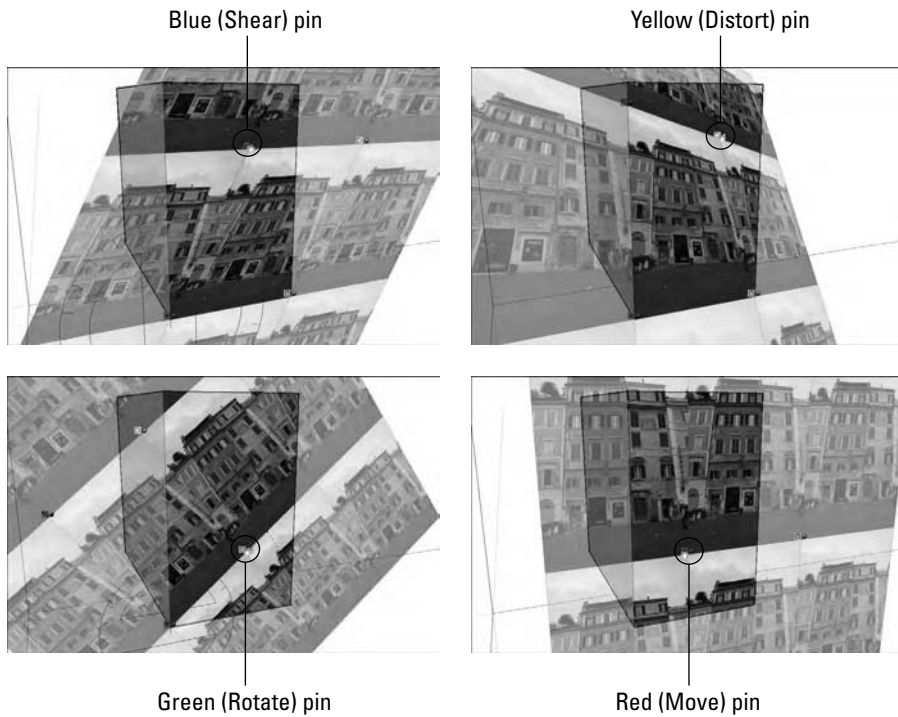 Blue (Shear) pin
Yellow (Distort) pin
Green (Rotate) pin
Red (Move) pin